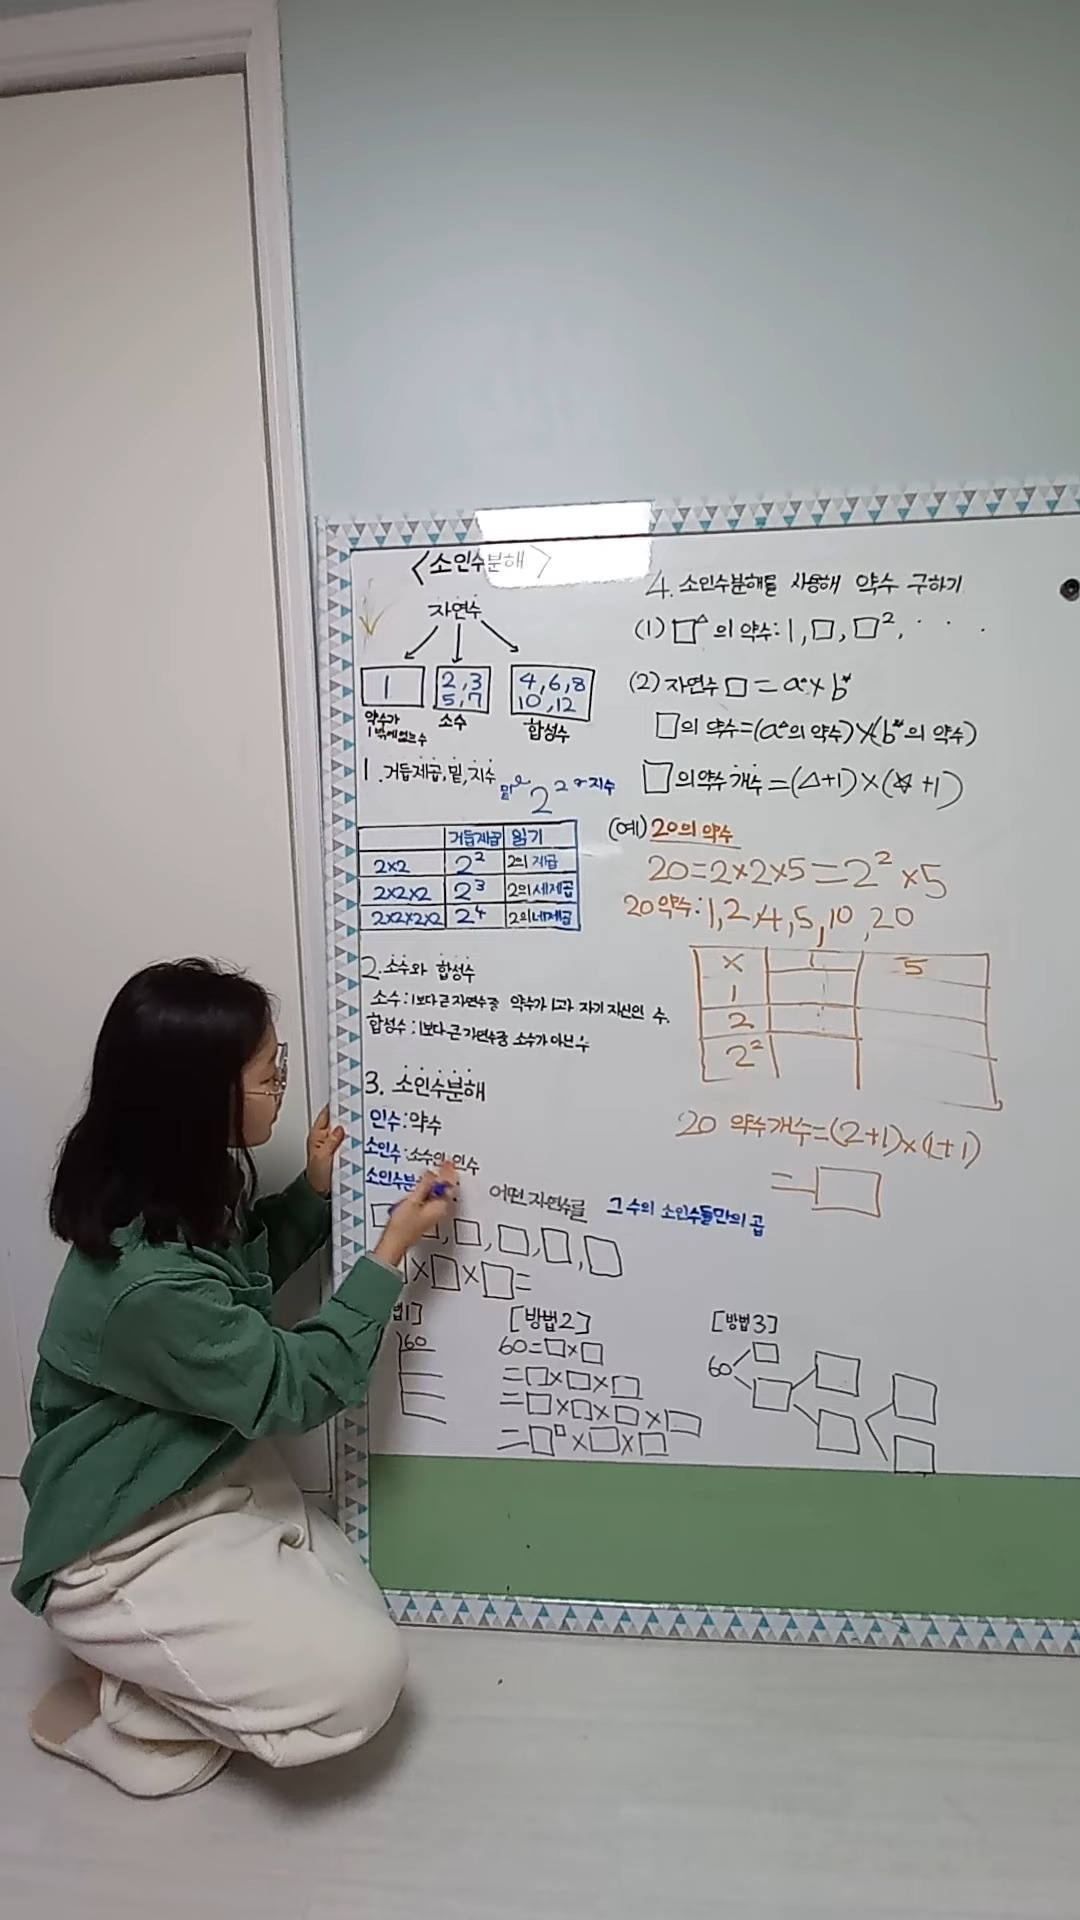 <소인수분해>
자연수
1
2, 3
5, 7
4, 6, 8
10, 12
약수가
1밖에 없는 수
소수
합성수
1. 거듭제곱, 밑, 지수
밑
2²
지수
거듭제곱 읽기
2×2 2² 2의 제곱
2×2×2 2³ 2의 세제곱
2×2×2×2 2⁴ 2의 네제곱
2. 소수와 합성수
소수 : 1보다 큰 자연수중 약수가 1과 자기 자신인 수.
합성수 : 1보다 큰 자연수중 소수가 아닌 수
3. 소인수분해
인수 : 약수
소인수 : 소수인 인수
소인수분
어떤 자연수를 그 수의 소인수들만의 곱
□, □, □, □, □
×□×□=
법1]
60
[방법2]
60=□×□
=□×□×□
=□×□×□×□
=□^□×□×□
[방법3]
60
4. 소인수분해를 사용해 약수 구하기
(1) □^△의 약수 : 1, □, □², · · · .
(2) 자연수 □ = a^△×b^☆
□의 약수=(a^△의 약수)×(b^☆의 약수)
□의 약수 개수=(△+1)×(☆+1)
(예) 20의 약수
20=2×2×5=2²×5
20 약수 : 1, 2, 4, 5, 10, 20
× 1 5
1
2
2²
20 약수 개수=(2+1)×(1+1)
=□